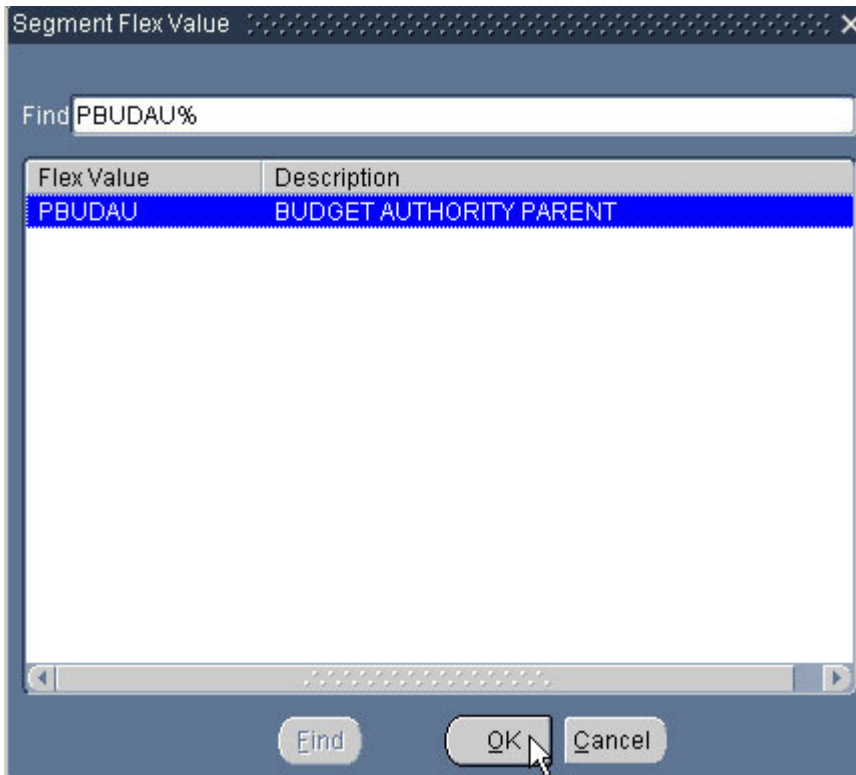 Segment Flex Value
Find PBUDAU%
Flex Value Description
PBUDAU BUDGET AUTHORITY PARENT
Find OK Cancel